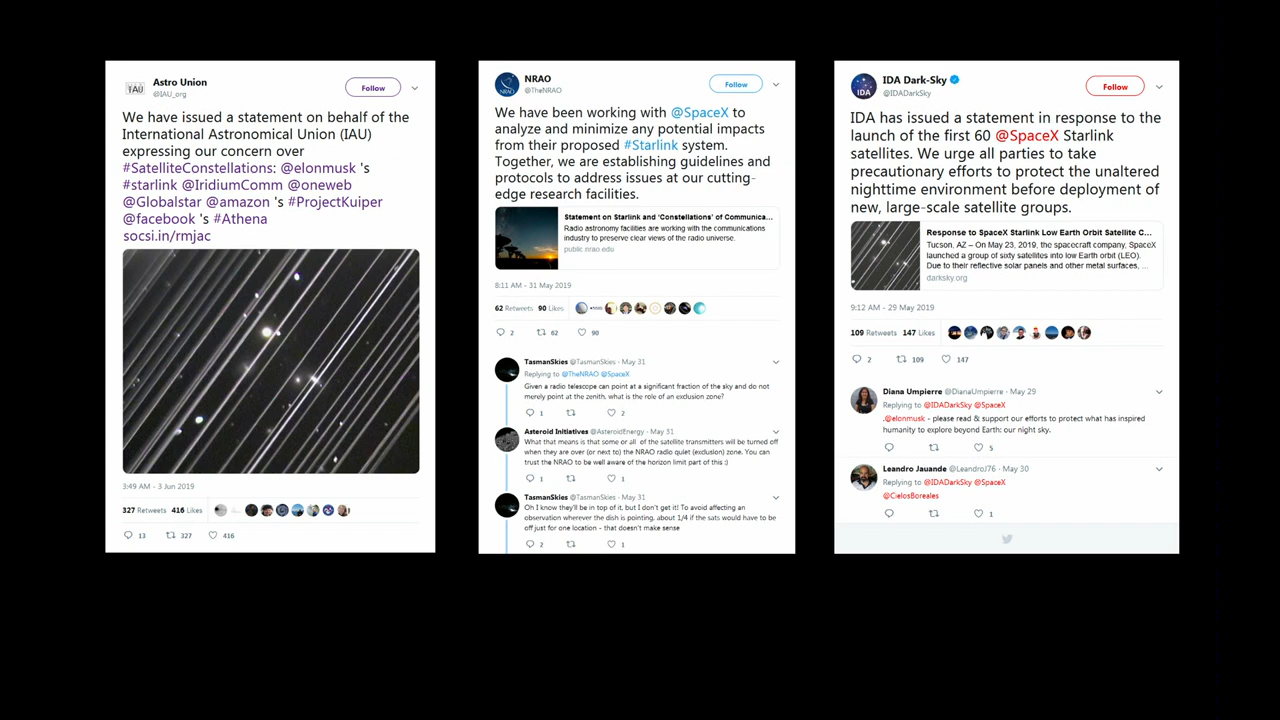 IAU
Astro Union
@IAU_org
Follow
We have issued a statement on behalf of the
International Astronomical Union (IAU)
expressing our concern over
#SatelliteConstellations: @elonmusk 's
#starlink @IridiumComm @oneweb
@Globalstar @amazon 's #ProjectKuiper
@facebook 's #Athena
socsi.in/rmjac
3:49 AM - 3 Jun 2019
327 Retweets 416 Likes
13 327 416
NRAO
NRAO
@TheNRAO
Follow
We have been working with @SpaceX to
analyze and minimize any potential impacts
from their proposed #Starlink system.
Together, we are establishing guidelines and
protocols to address issues at our cutting-
edge research facilities.
Statement on Starlink and 'Constellations' of Communica...
Radio astronomy facilities are working with the communications
industry to preserve clear views of the radio universe.
public.nrao.edu
8:11 AM - 31 May 2019
62 Retweets 90 Likes
2 62 90
TasmanSkies @TasmanSkies · May 31
Replying to @TheNRAO @SpaceX
Given a radio telescope can point at a significant fraction of the sky and do not
merely point at the zenith, what is the role of an exclusion zone?
1 2
Asteroid Initiatives @AsteroidEnergy · May 31
What that means is that some or all of the satellite transmitters will be turned off
when they are over (or next to) the NRAO radio quiet (exclusion) zone. You can
trust the NRAO to be well aware of the horizon limit part of this :)
1 1
TasmanSkies @TasmanSkies · May 31
Oh I know they'll be in top of it, but I don't get it! To avoid affecting an
observation wherever the dish is pointing, about 1/4 if the sats would have to be
off just for one location - that doesn't make sense
2 1
IDA
IDA Dark-Sky
@IDADarkSky
Follow
IDA has issued a statement in response to the
launch of the first 60 @SpaceX Starlink
satellites. We urge all parties to take
precautionary efforts to protect the unaltered
nighttime environment before deployment of
new, large-scale satellite groups.
Response to SpaceX Starlink Low Earth Orbit Satellite C...
Tucson, AZ – On May 23, 2019, the spacecraft company, SpaceX
launched a group of sixty satellites into low Earth orbit (LEO).
Due to their reflective solar panels and other metal surfaces, ...
darksky.org
9:12 AM - 29 May 2019
109 Retweets 147 Likes
2 109 147
Diana Umpierre @DianaUmpierre · May 29
Replying to @IDADarkSky @SpaceX
.@elonmusk - please read & support our efforts to protect what has inspired
humanity to explore beyond Earth: our night sky.
5
Leandro Jauande @LeandroJ76 · May 30
Replying to @IDADarkSky @SpaceX
@CielosBoreales
1